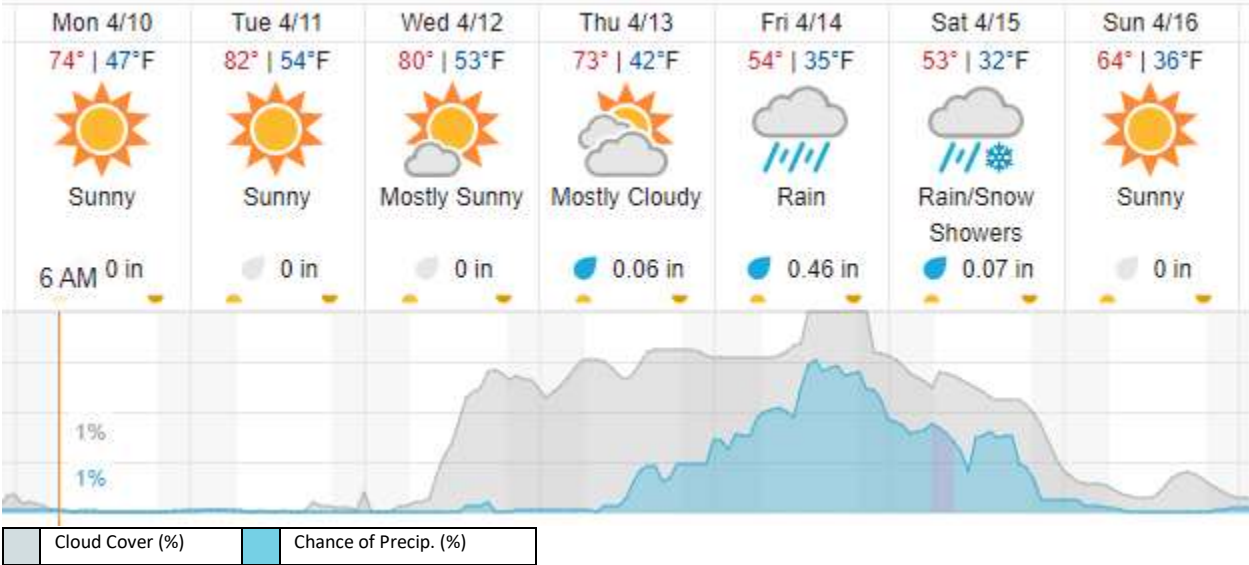 Mon 4/10 Tue 4/11 Wed 4/12 Thu 4/13 Fri 4/14 Sat 4/15 Sun 4/16
74° | 47°F 82° | 54°F 80° | 53°F 73° | 42°F 54° | 35°F 53° | 32°F 64° | 36°F
Sunny Sunny Mostly Sunny Mostly Cloudy Rain Rain/Snow Sunny
Showers
6 AM 0 in 0 in 0 in 0.06 in 0.46 in 0.07 in 0 in
1%
1%
Cloud Cover (%) Chance of Precip. (%)